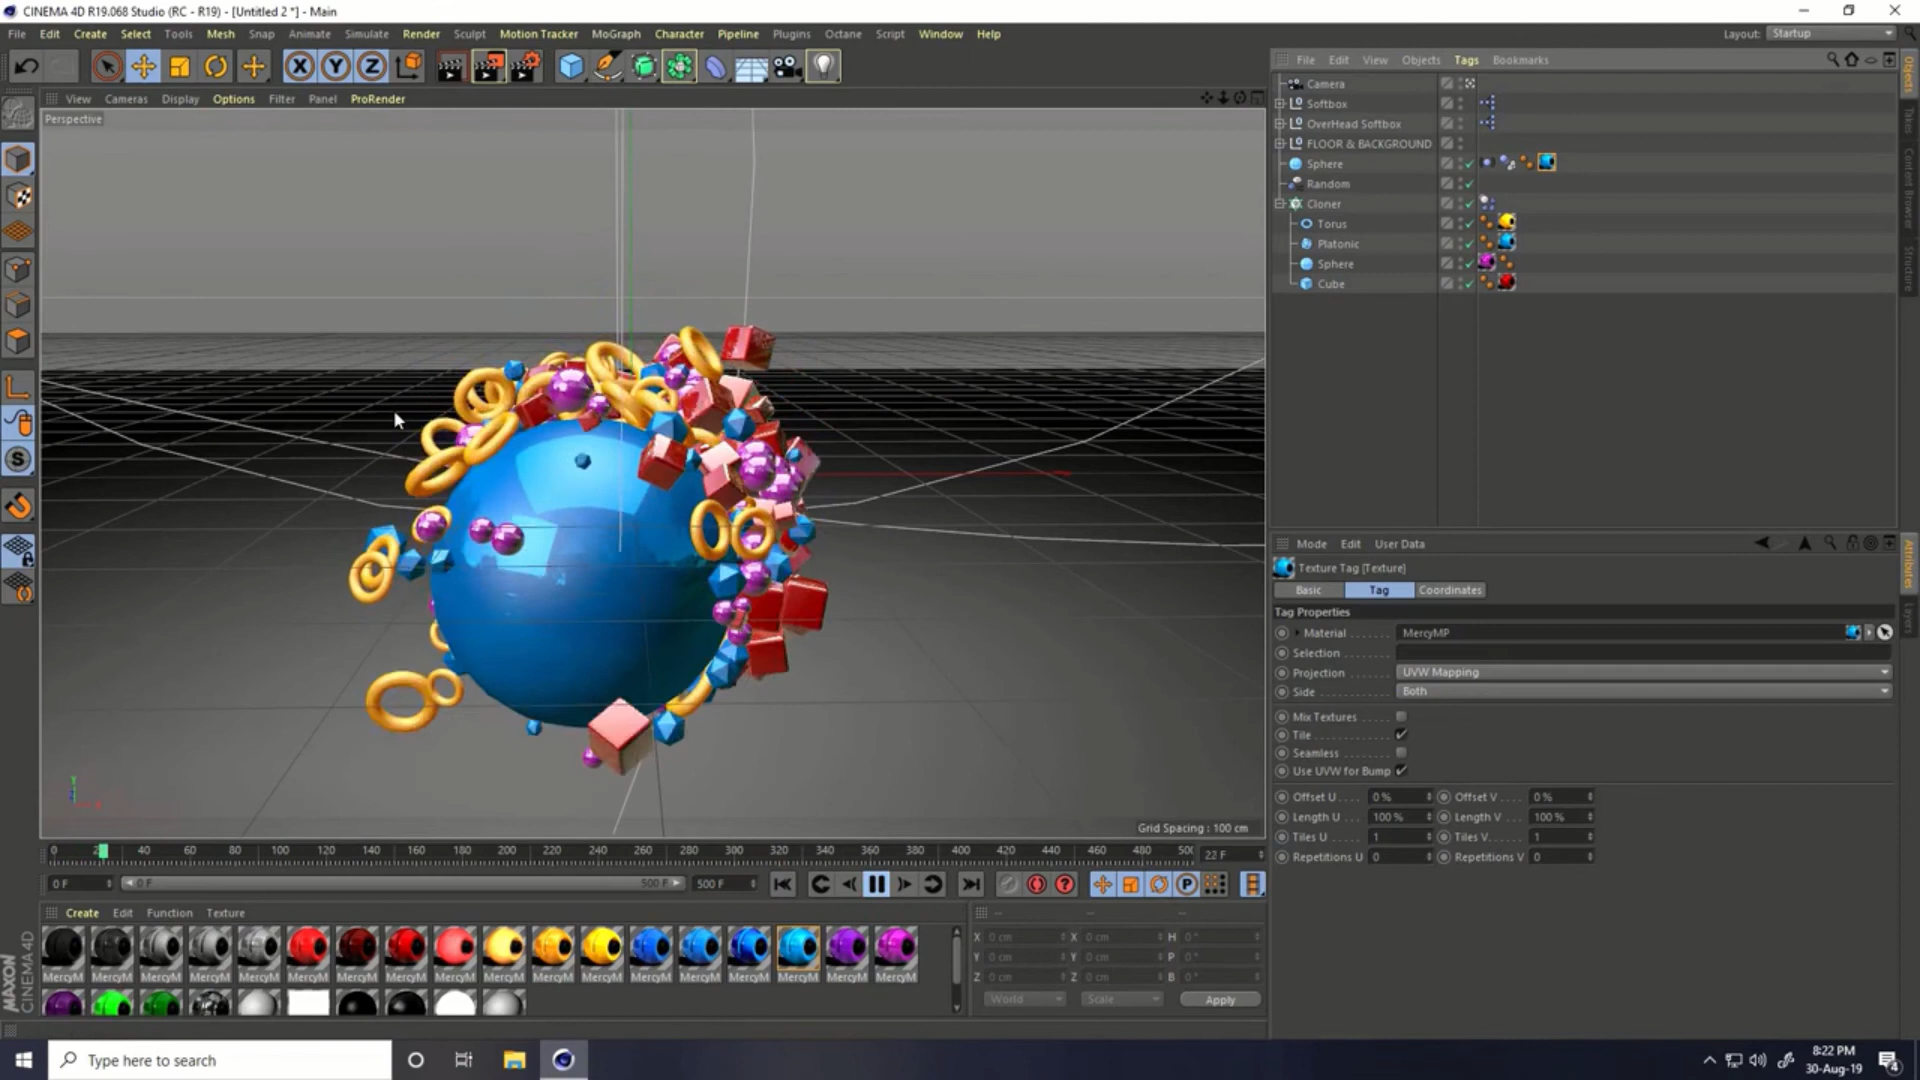 CINEMA 4D R19.068 Studio (RC - R19) - [Untitled 2 *] - Main
File Edit Create Select Tools Mesh Snap Animate Simulate Render Sculpt Motion Tracker MoGraph Character Pipeline Plugins Octane Script Window Help Layout: Startup
X Y Z
View Cameras Display Options Filter Panel ProRender
Perspective
Grid Spacing : 100 cm
File Edit View Objects Tags Bookmarks
Camera
Softbox
OverHead Softbox
FLOOR & BACKGROUND
Sphere
Random
Cloner
Torus
Platonic
Sphere
Cube
Objects
Takes
Content Browser
Structure
Mode Edit User Data
Texture Tag [Texture]
Basic Tag Coordinates
Tag Properties
Material MercyMP
Selection
Projection UVW Mapping
Side Both
Mix Textures
Tile
Seamless
Use UVW for Bump
Offset U 0 % Offset V 0 %
Length U 100 % Length V 100 %
Tiles U 1 Tiles V 1
Repetitions U 0 Repetitions V 0
Attributes
Layers
0 40 60 80 100 120 140 160 180 200 220 240 260 280 300 320 340 360 380 400 420 440 460 480 22 F
0 F 0 F 500 F 500 F
Create Edit Function Texture
MercyM MercyM MercyM MercyM MercyM MercyM MercyM MercyM MercyM MercyM MercyM MercyM MercyM MercyM MercyM MercyM MercyM MercyM
X 0 cm X 0 cm H 0 °
Y 0 cm Y 0 cm P 0 °
Z 0 cm Z 0 cm B 0 °
World Scale Apply
MAXON CINEMA 4D
Type here to search
8:22 PM
30-Aug-19
4